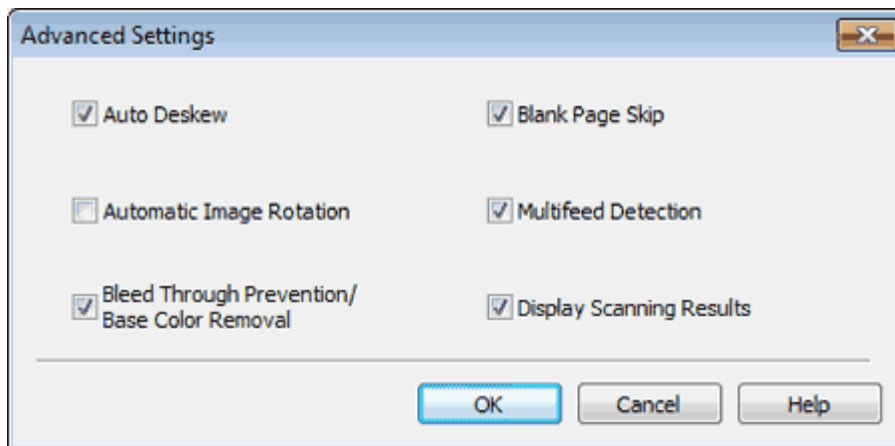 Advanced Settings
Auto Deskew
Blank Page Skip
Automatic Image Rotation
Multifeed Detection
Bleed Through Prevention/
Base Color Removal
Display Scanning Results
OK
Cancel
Help